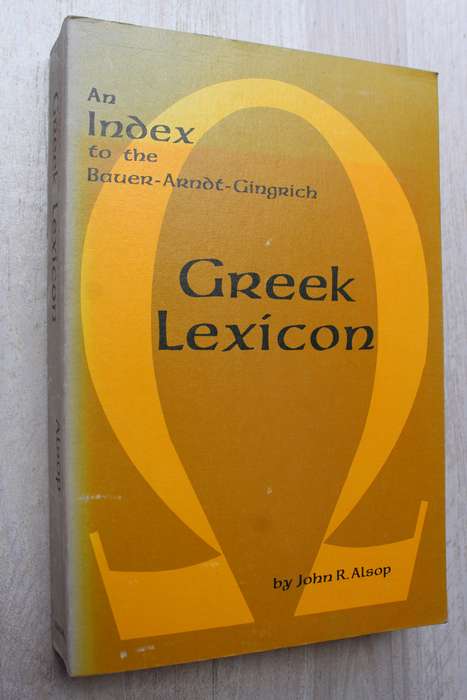 An
Index
to the
Bauer-Arndt-Gingrich
Greek
Lexicon
by John R. Alsop
Greek Lexicon
Alsop